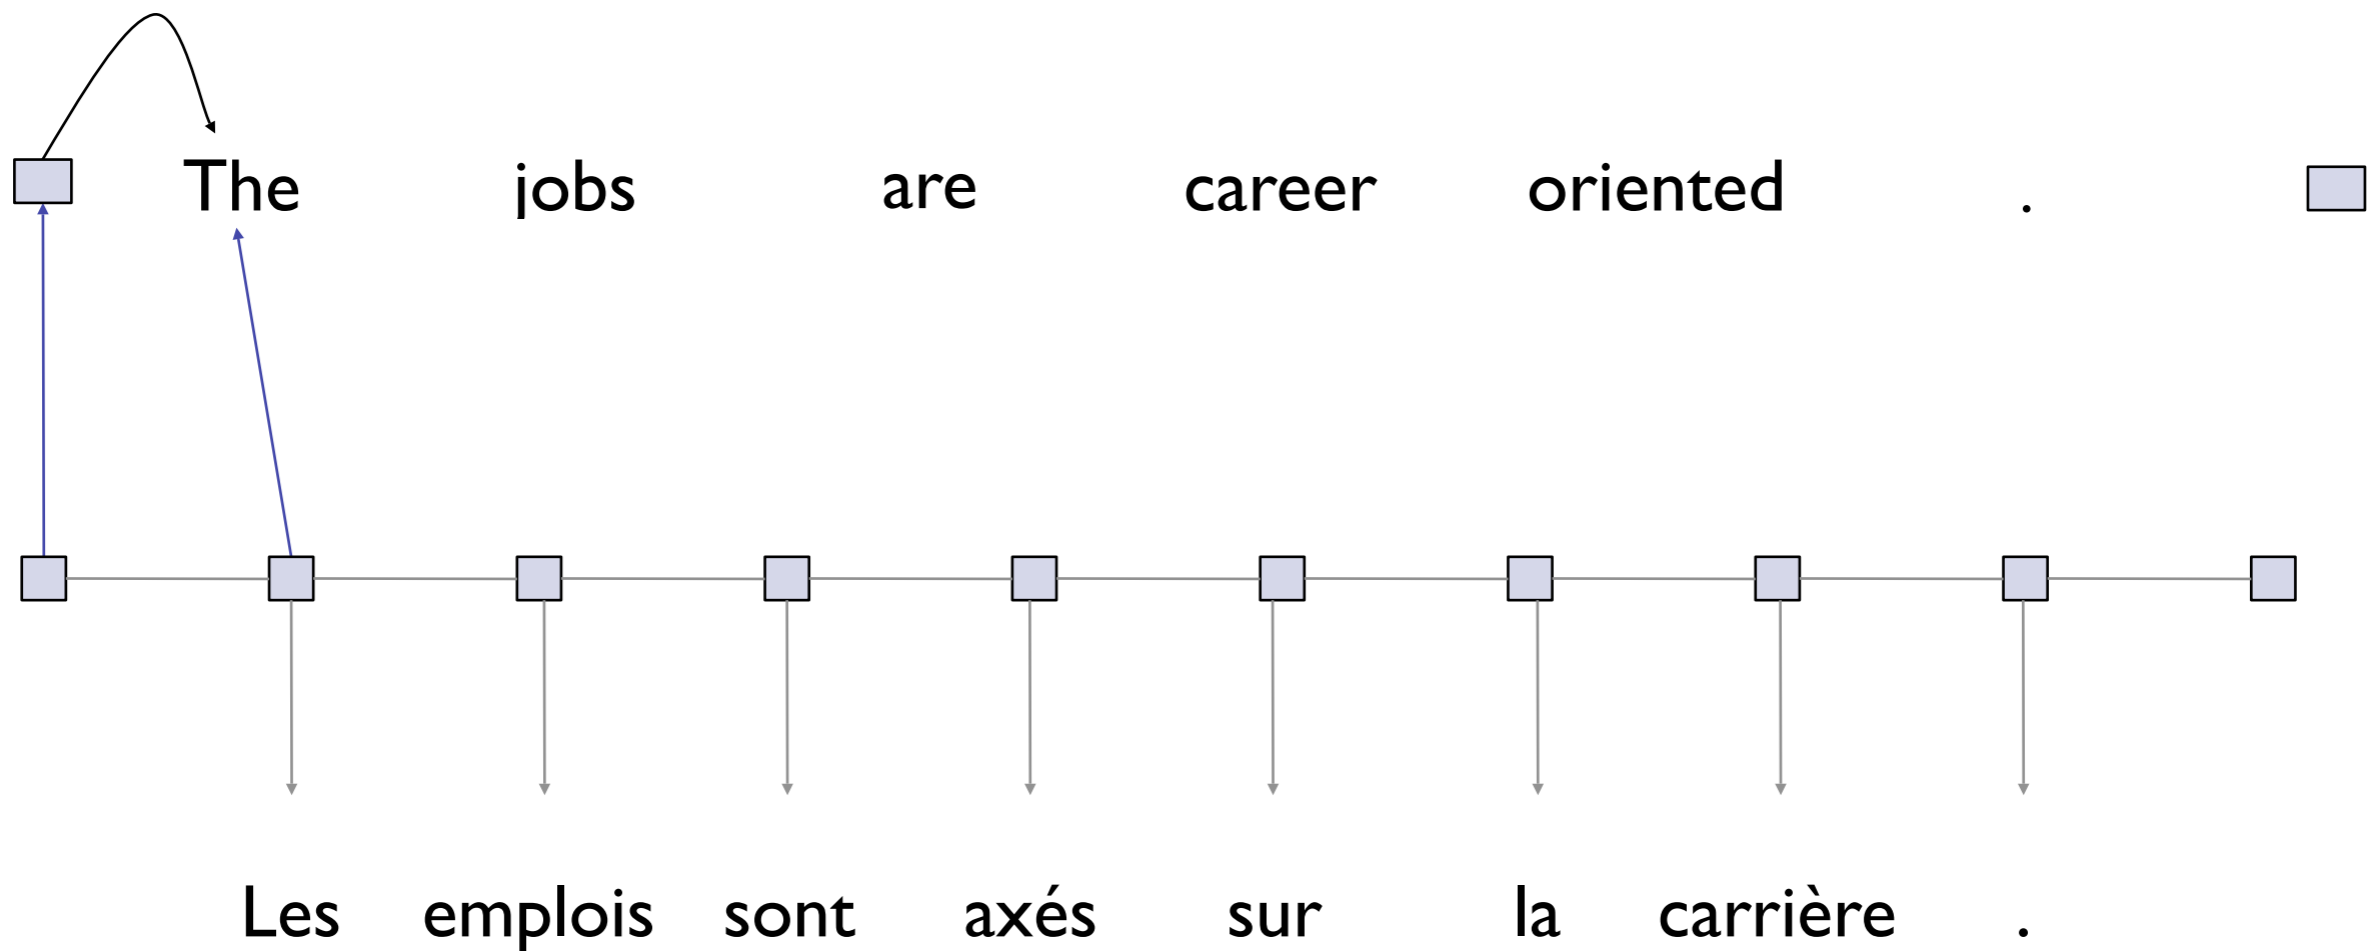 The jobs are career oriented .
Les emplois sont axés sur la carrière .